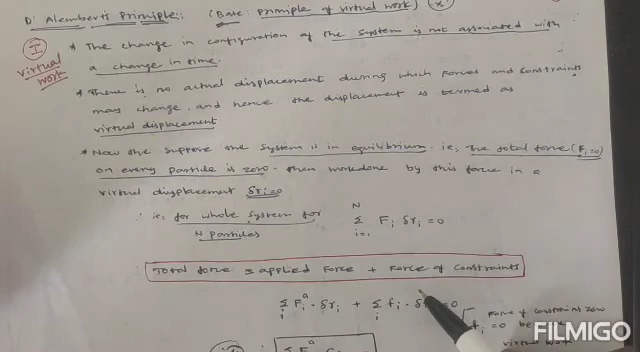 D' Alembert's Principle:. (Base: principle of virtual work) (x)
I
virtual work
* The change in configuration of the system is not associated with
a change in time.
* There is no actual displacement during which forces and constraints
may change, and hence the displacement is termed as
virtual displacement
* Now the suppose the system is in equilibrium. ie, the total force (Fi=0)
on every particle is zero. then workdone by this force in a
virtual displacement δri=0
∴ ie; for whole system for
N particles
N
Σ Fi δri = 0
i=1
Total force = applied Force + Force of constraints
Σ Fi^a · δri + Σ fi · δ =0
i i
Force of constrains zero
fi =0 be
virtual work
FILMIGO